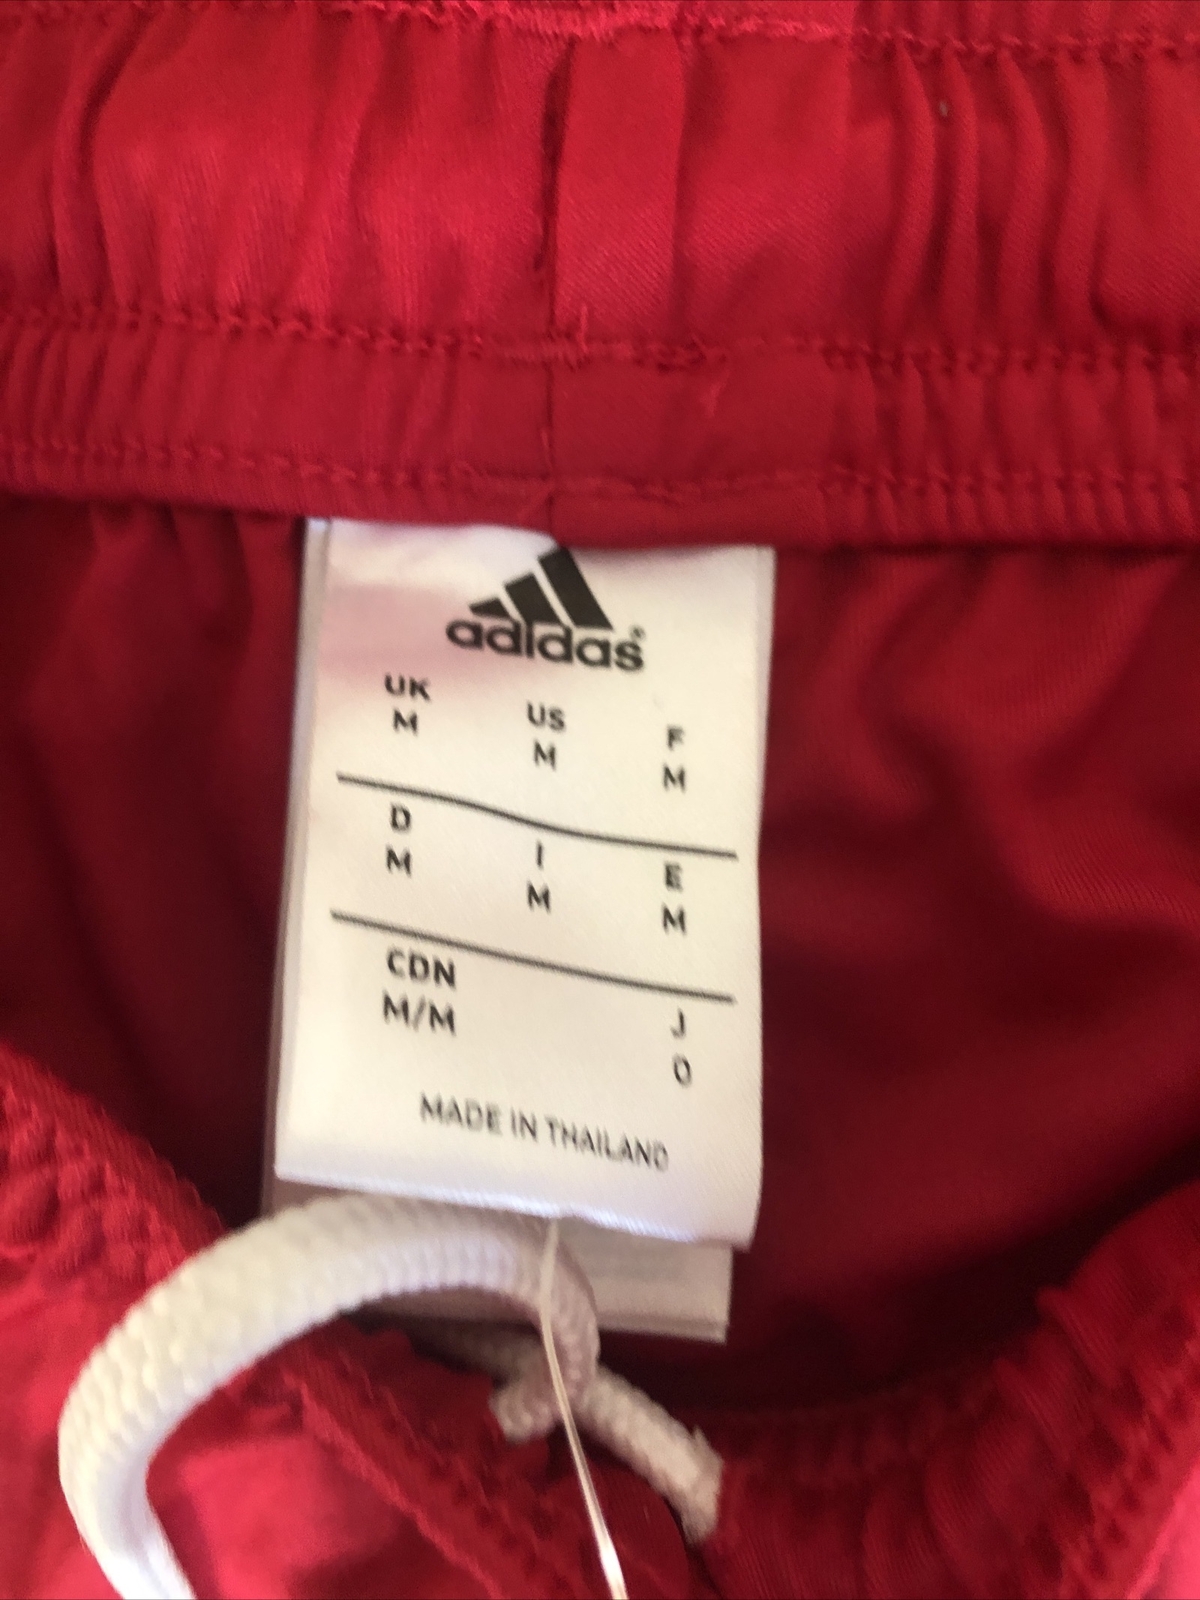 adidas®
UK US F
M M M
D I E
M M M
CDN J
M/M O
MADE IN THAILAND